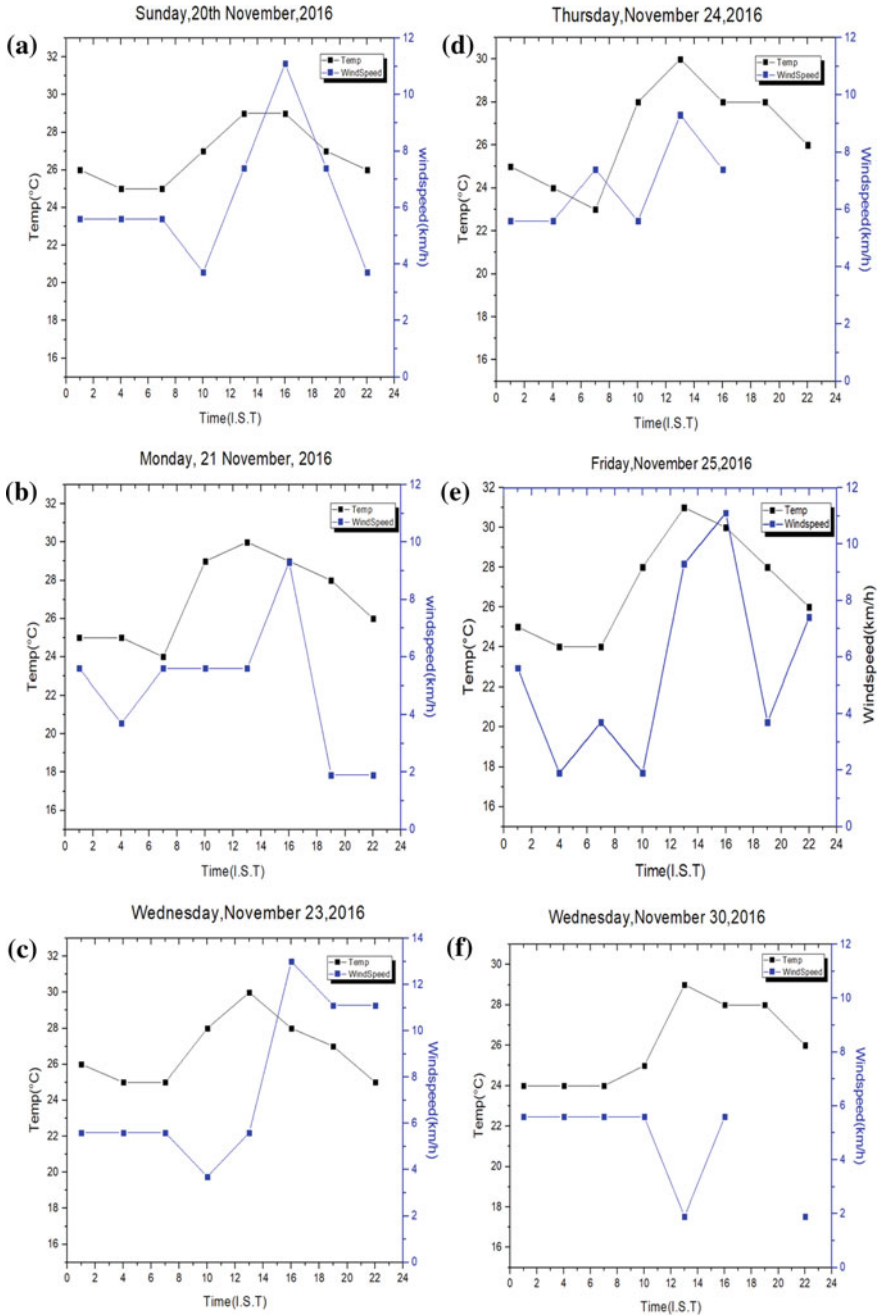 (a)
Sunday,20th November,2016
Temp
WindSpeed
32
30
28
26
24
22
20
18
16
Temp(°C)
12
10
8
6
4
2
0
windspeed(km/h)
0 2 4 6 8 10 12 14 16 18 20 22 24
Time(I.S.T)
(d)
Thursday,November 24,2016
Temp
WindSpeed
30
28
26
24
22
20
18
16
Temp(°C)
12
10
8
6
4
2
0
Windspeed(km/h)
0 2 4 6 8 10 12 14 16 18 20 22 24
Time(I.S.T)
(b)
Monday, 21 November, 2016
Temp
WindSpeed
32
30
28
26
24
22
20
18
16
Temp(°C)
12
10
8
6
4
2
0
windspeed(km/h)
0 2 4 6 8 10 12 14 16 18 20 22 24
Time(I.S.T)
(e)
Friday,November 25,2016
Temp
Windspeed
32
30
28
26
24
22
20
18
16
Temp(°C)
12
10
8
6
4
2
0
Windspeed(km/h)
0 2 4 6 8 10 12 14 16 18 20 22 24
Time(I.S.T)
(c)
Wednesday,November 23,2016
Temp
WindSpeed
32
30
28
26
24
22
20
18
16
Temp(°C)
14
12
10
8
6
4
2
0
Windspeed(km/h)
0 2 4 6 8 10 12 14 16 18 20 22 24
Time(I.S.T)
(f)
Wednesday,November 30,2016
Temp
WindSpeed
30
28
26
24
22
20
18
16
Temp(°C)
12
10
8
6
4
2
0
Windspeed(km/h)
0 2 4 6 8 10 12 14 16 18 20 22 24
Time(I.S.T)